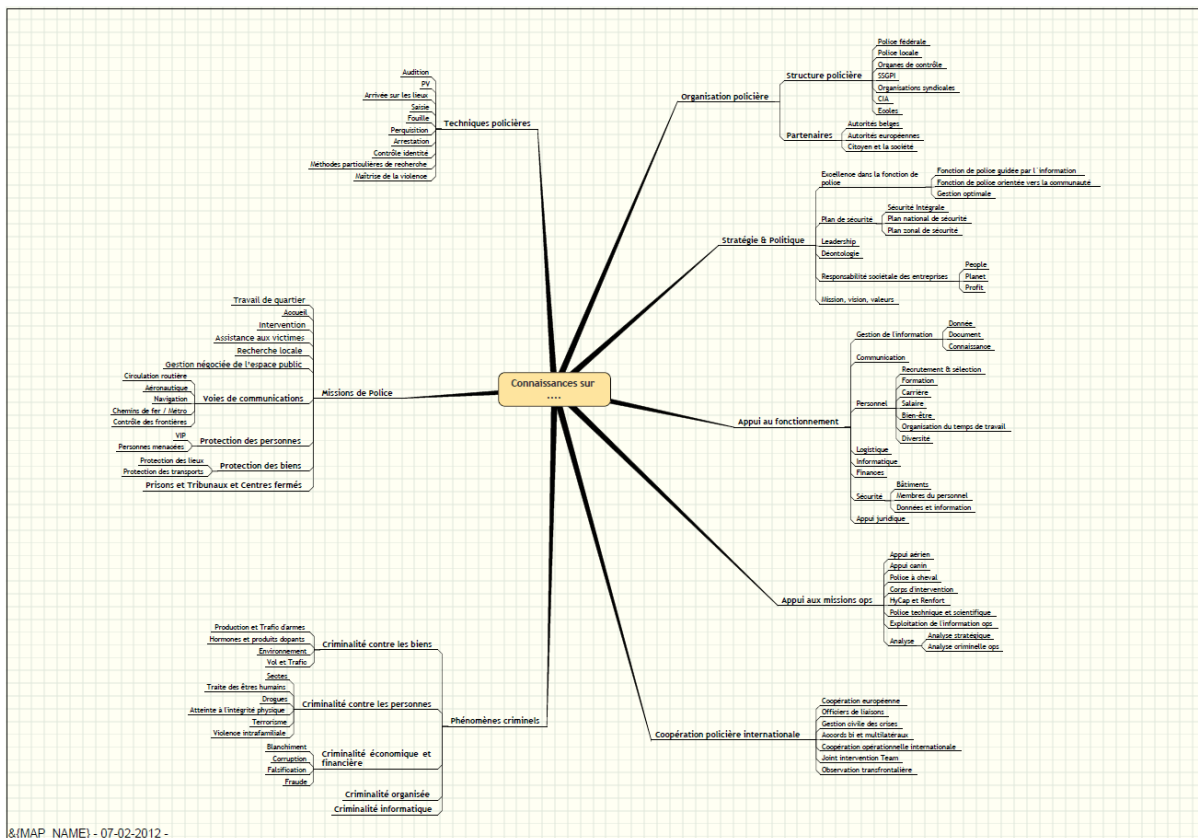 Connaissances sur
....
Organisation policière
Structure policière
Police fédérale
Police locale
Organes de contrôle
SSGPI
Organisations syndicales
CIA
Ecoles
Partenaires
Autorités belges
Autorités européennes
Citoyen et la société
Stratégie & Politique
Excellence dans la fonction de
police
Fonction de police guidée par l'information
Fonction de police orientée vers la communauté
Gestion optimale
Plan de sécurité
Sécurité Intégrale
Plan national de sécurité
Plan zonal de sécurité
Leadership
Déontologie
Responsabilité sociétale des entreprises
People
Planet
Profit
Mission, vision, valeurs
Appui au fonctionnement
Gestion de l'information
Donnée
Document
Connaissance
Communication
Personnel
Recrutement & sélection
Formation
Carrière
Salaire
Bien-être
Organisation du temps de travail
Diversité
Logistique
Informatique
Finances
Sécurité
Bâtiments
Membres du personnel
Données et information
Appui juridique
Appui aux missions ops
Appui aérien
Appui canin
Police à cheval
Corps d'intervention
HyCap et Renfort
Police technique et scientifique
Exploitation de l'information ops
Analyse
Analyse stratégique
Analyse criminelle ops
Coopération policière internationale
Coopération européenne
Officiers de liaisons
Gestion civile des crises
Accords bi et multilatéraux
Coopération opérationnelle internationale
Joint intervention Team
Observation transfrontalière
Techniques policières
Audition
PV
Arrivée sur les lieux
Saisie
Fouille
Perquisition
Arrestation
Contrôle identité
Méthodes particulières de recherche
Maîtrise de la violence
Missions de Police
Travail de quartier
Accueil
Intervention
Assistance aux victimes
Recherche locale
Gestion négociée de l'espace public
Voies de communications
Circulation routière
Aéronautique
Navigation
Chemins de fer / Métro
Contrôle des frontières
Protection des personnes
VIP
Personnes menacées
Protection des biens
Protection des lieux
Protection des transports
Prisons et Tribunaux et Centres fermés
Phénomènes criminels
Criminalité contre les biens
Production et Trafic d'armes
Hormones et produits dopants
Environnement
Vol et Trafic
Criminalité contre les personnes
Sectes
Traite des êtres humains
Drogues
Atteinte à l'intégrité physique
Terrorisme
Violence intrafamiliale
Criminalité économique et
financière
Blanchiment
Corruption
Falsification
Fraude
Criminalité organisée
Criminalité informatique
&{MAP_NAME} - 07-02-2012 -